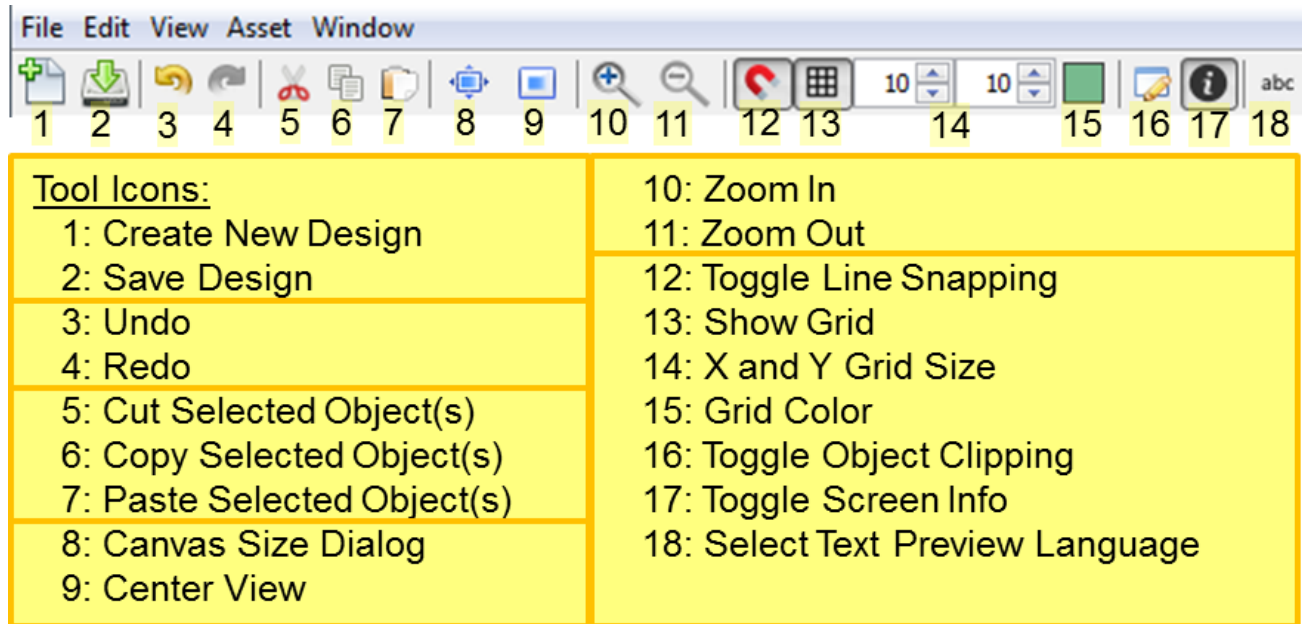 File Edit View Asset Window
10 10 abc
1 2 3 4 5 6 7 8 9 10 11 12 13 14 15 16 17 18
Tool Icons:
1: Create New Design
2: Save Design
3: Undo
4: Redo
5: Cut Selected Object(s)
6: Copy Selected Object(s)
7: Paste Selected Object(s)
8: Canvas Size Dialog
9: Center View
10: Zoom In
11: Zoom Out
12: Toggle Line Snapping
13: Show Grid
14: X and Y Grid Size
15: Grid Color
16: Toggle Object Clipping
17: Toggle Screen Info
18: Select Text Preview Language